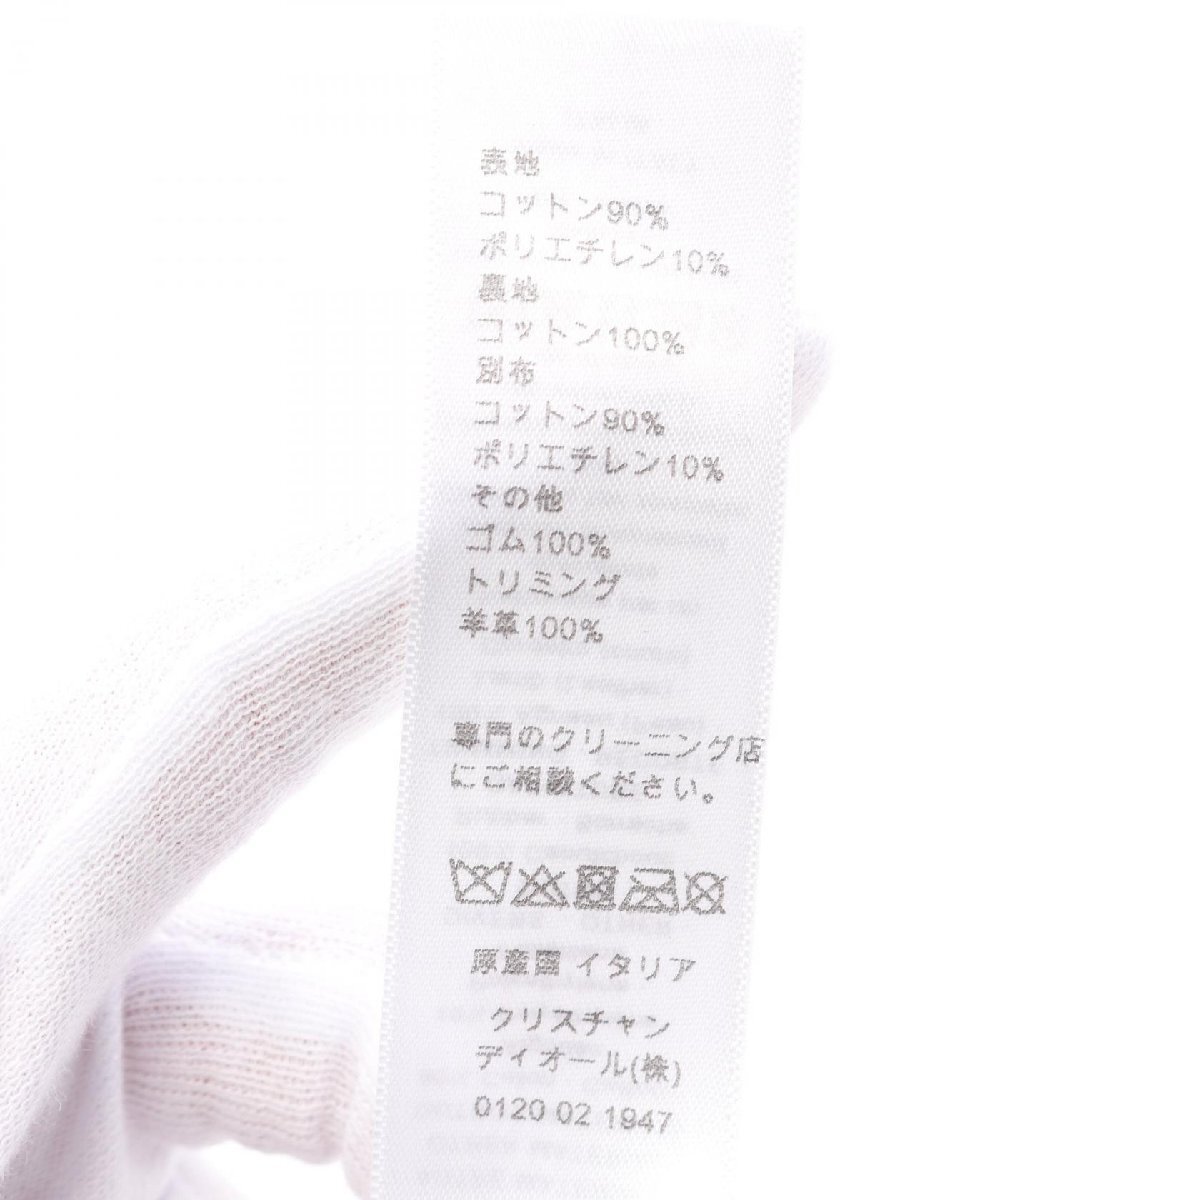 表地
コットン90%
ポリエチレン10%
裏地
コットン100%
別布
コットン90%
ポリエチレン10%
その他
ゴム100%
トリミング
羊革100%
専門のクリーニング店
にご相談ください。
原産国 イタリア
クリスチャン
ディオール(株)
0120 02 1947